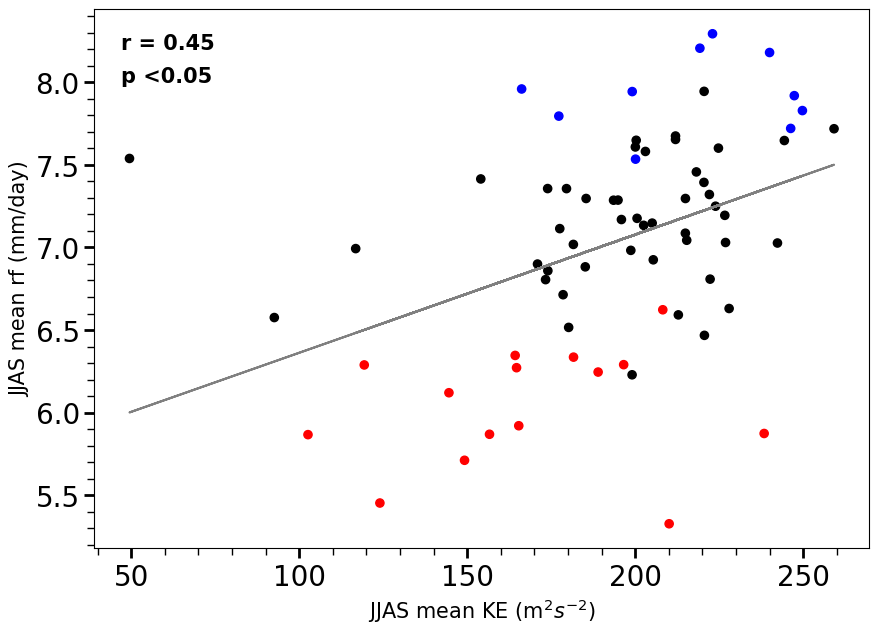 r = 0.45
p <0.05
8.0
7.5
7.0
6.5
6.0
5.5
JJAS mean rf (mm/day)
50 100 150 200 250
JJAS mean KE (m²s⁻²)